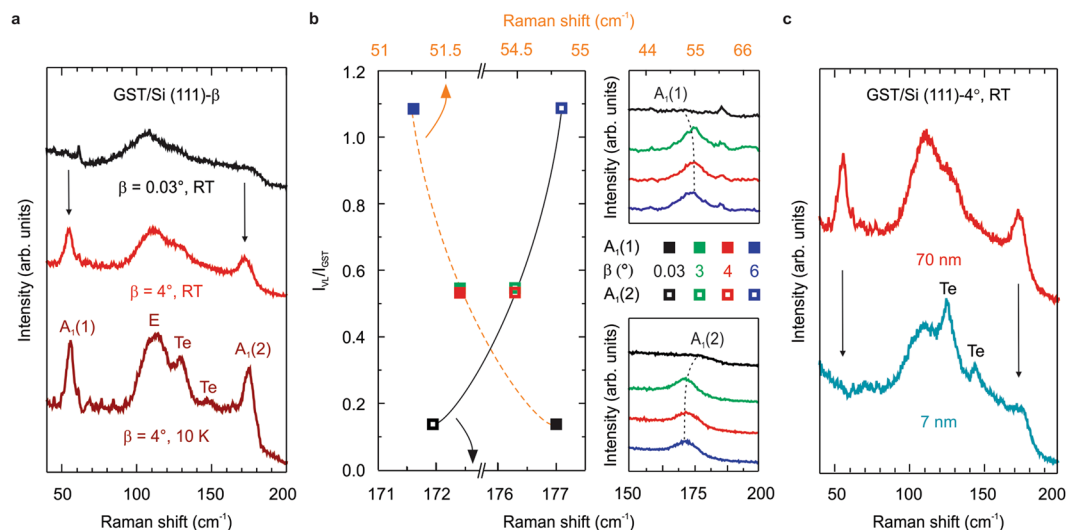 a
GST/Si (111)-β
β = 0.03°, RT
β = 4°, RT
A₁(1)
E
Te
Te
A₁(2)
β = 4°, 10 K
Intensity (arb. units)
50 100 150 200
Raman shift (cm⁻¹)
b
Raman shift (cm⁻¹)
51 51.5 54.5 55
1.2
1.0
0.8
0.6
0.4
0.2
0.0
I_VL/I_GST
171 172 176 177
Raman shift (cm⁻¹)
44 55 66
A₁(1)
Intensity (arb. units)
A₁(1)
β (°) 0.03 3 4 6
A₁(2)
A₁(2)
Intensity (arb. units)
150 175 200
Raman shift (cm⁻¹)
c
GST/Si (111)-4°, RT
70 nm
Te
Te
7 nm
Intensity (arb. units)
50 100 150 200
Raman shift (cm⁻¹)